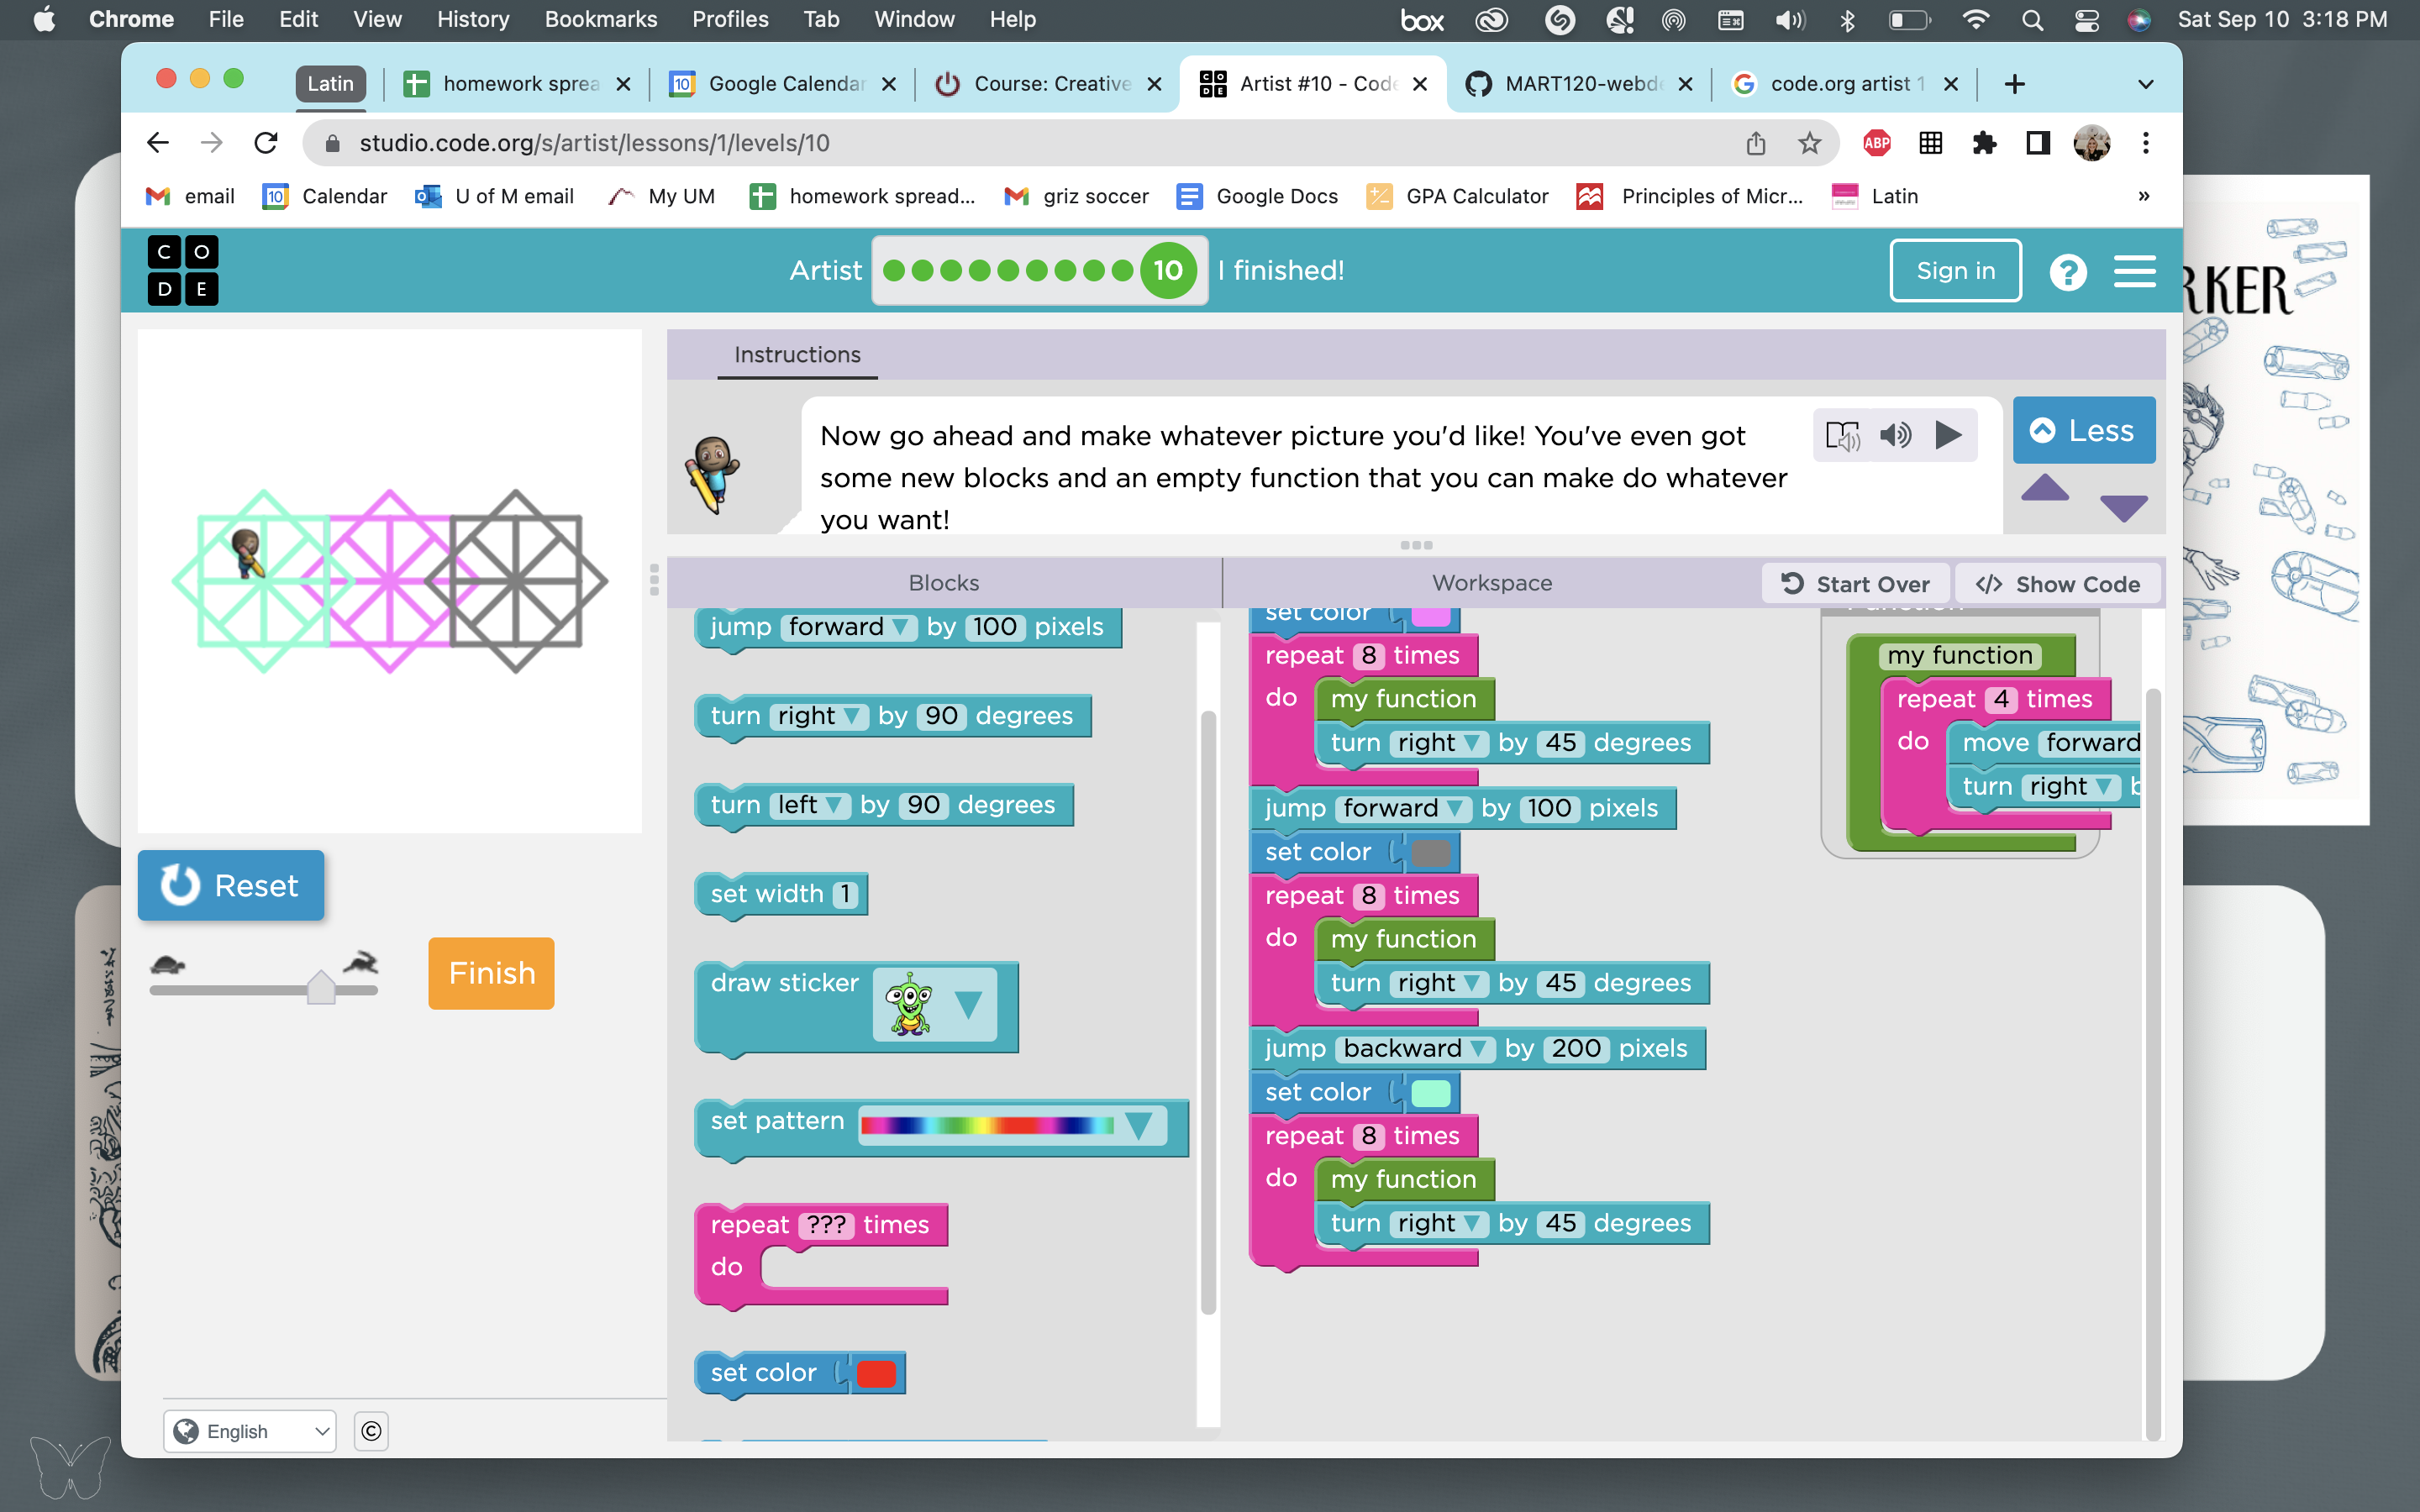 Chrome File Edit View History Bookmarks Profiles Tab Window Help box Sat Sep 10 3:18 PM
Latin homework sprea 10 Google Calendar Course: Creative CODE Artist #10 - Code MART120-webde G code.org artist 1
studio.code.org/s/artist/lessons/1/levels/10 ABP
email 10 Calendar U of M email My UM homework spread... griz soccer Google Docs GPA Calculator Principles of Micr... Latin »
C O
D E
Artist 10 I finished! Sign in ?
RKER
Instructions
Now go ahead and make whatever picture you'd like! You've even got
some new blocks and an empty function that you can make do whatever
you want!
Less
Blocks
jump forward by 100 pixels
turn right by 90 degrees
turn left by 90 degrees
set width 1
draw sticker
set pattern
repeat ??? times
do
set color
Workspace Start Over </> Show Code
set color
repeat 8 times
do my function
turn right by 45 degrees
jump forward by 100 pixels
set color
repeat 8 times
do my function
turn right by 45 degrees
jump backward by 200 pixels
set color
repeat 8 times
do my function
turn right by 45 degrees
my function
repeat 4 times
do move forward
turn right b
Reset
Finish
English ©